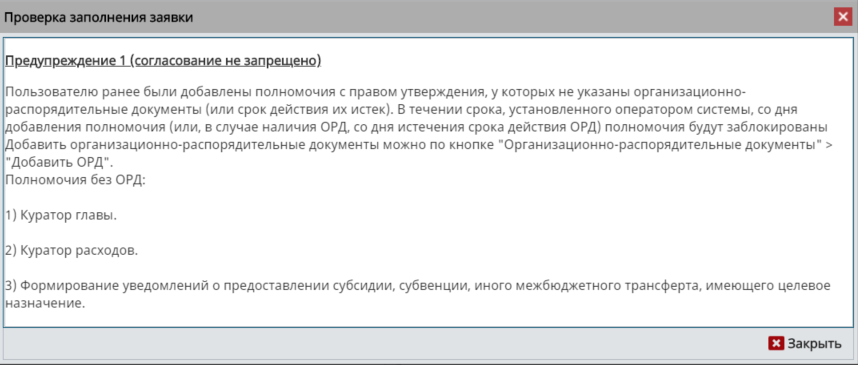 Проверка заполнения заявки
Предупреждение 1 (согласование не запрещено)
Пользователю ранее были добавлены полномочия с правом утверждения, у которых не указаны организационно-
распорядительные документы (или срок действия их истек). В течении срока, установленного оператором системы, со дня
добавления полномочия (или, в случае наличия ОРД, со дня истечения срока действия ОРД) полномочия будут заблокированы
Добавить организационно-распорядительные документы можно по кнопке "Организационно-распорядительные документы" >
"Добавить ОРД".
Полномочия без ОРД:
1) Куратор главы.
2) Куратор расходов.
3) Формирование уведомлений о предоставлении субсидии, субвенции, иного межбюджетного трансферта, имеющего целевое
назначение.
Закрыть